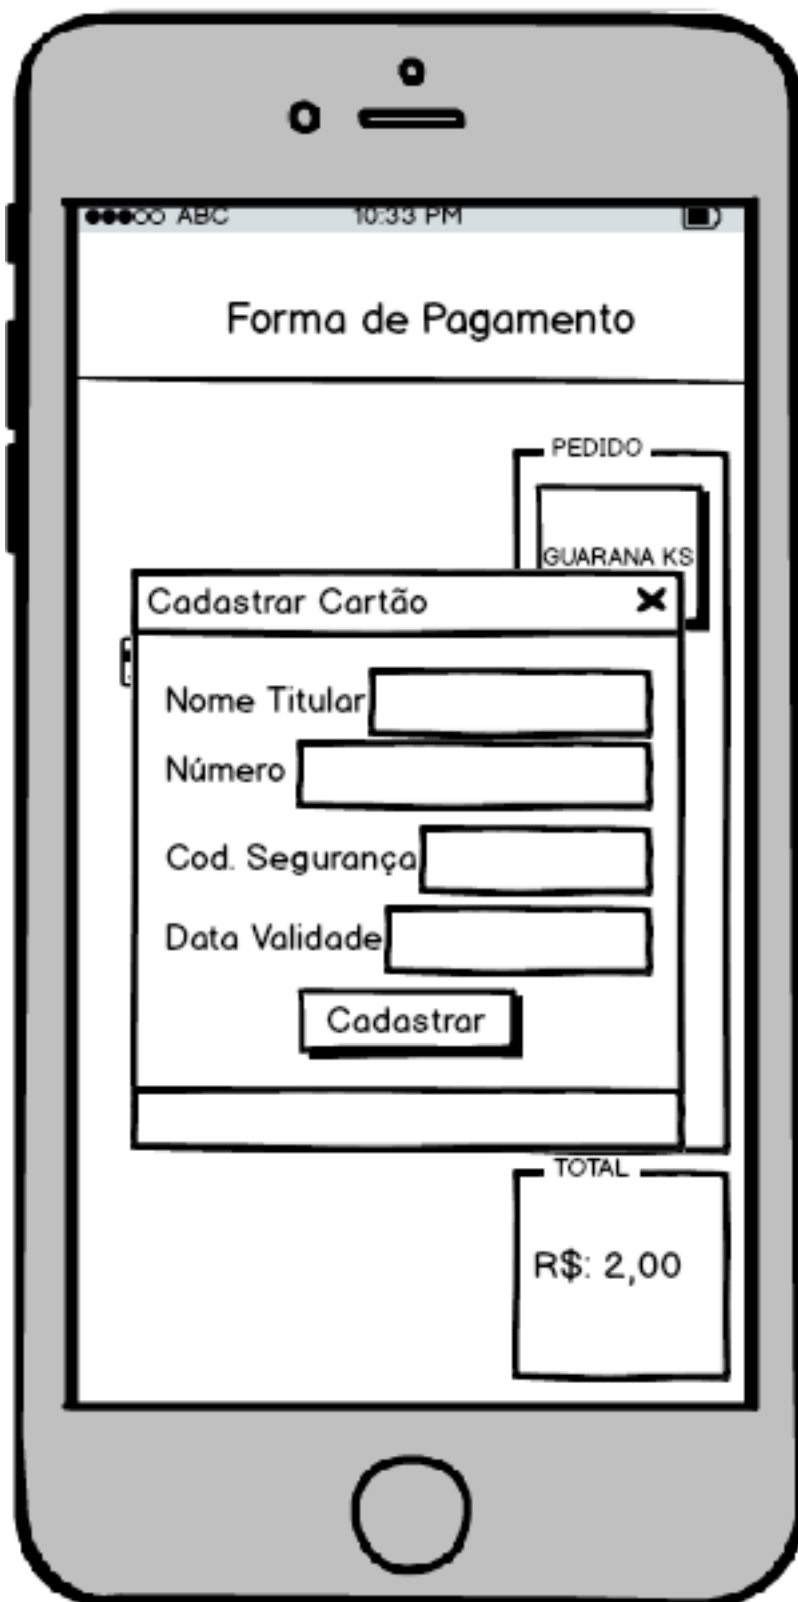 ABC 10:33 PM
Forma de Pagamento
PEDIDO
GUARANA KS
Cadastrar Cartão
Nome Titular
Número
Cod. Segurança
Data Validade
Cadastrar
TOTAL
R$: 2,00